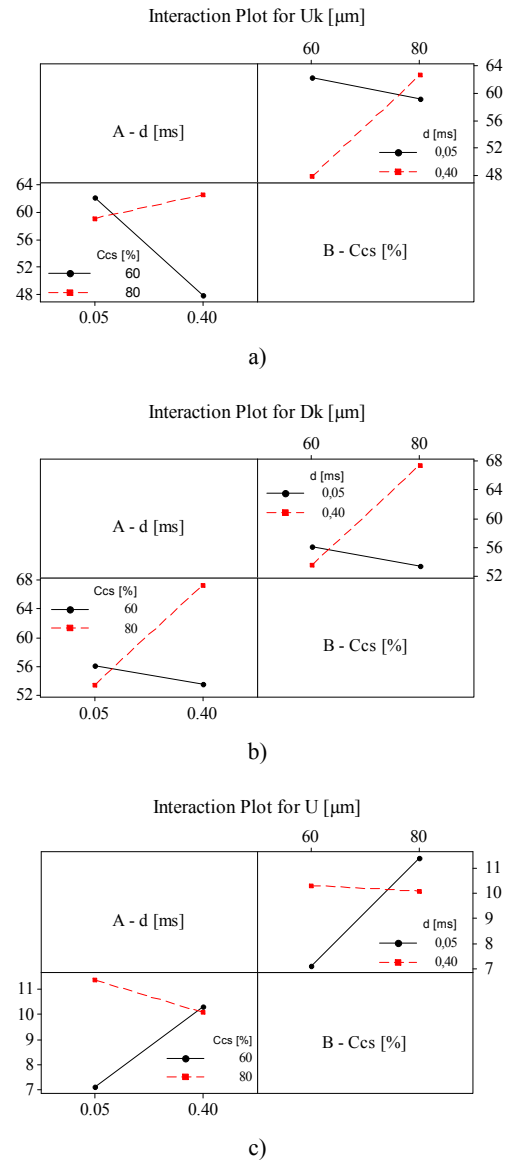 Interaction Plot for Uk [μm]
60 80
64
60
56
52
48
A - d [ms]
d [ms]
0,05
0,40
64
60
56
52
48
Ccs [%]
60
80
B - Ccs [%]
0.05 0.40
a)
Interaction Plot for Dk [μm]
60 80
68
64
60
56
52
A - d [ms]
d [ms]
0,05
0,40
68
64
60
56
52
Ccs [%]
60
80
B - Ccs [%]
0.05 0.40
b)
Interaction Plot for U [μm]
60 80
11
10
9
8
7
A - d [ms]
d [ms]
0,05
0,40
11
10
9
8
7
Ccs [%]
60
80
B - Ccs [%]
0.05 0.40
c)